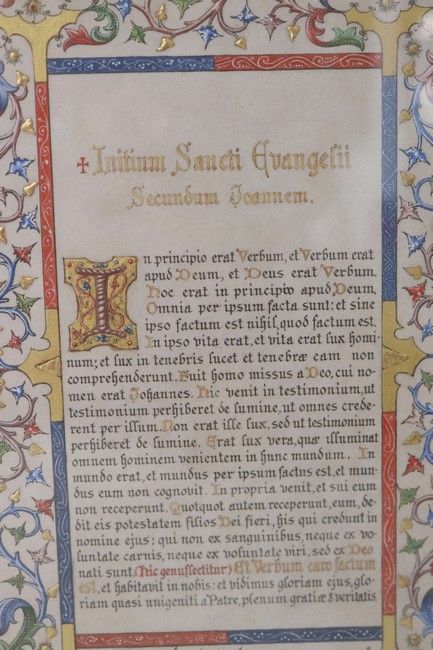 ✝ Initium Sancti Evangelii
Secundum Joannem.
In principio erat Verbum, et Verbum erat
apud Deum, et Deus erat Verbum.
Hoc erat in principio apud Deum.
Omnia per ipsum facta sunt: et sine
ipso factum est nihil, quod factum est.
In ipso vita erat, et vita erat lux homi
num; et lux in tenebris lucet et tenebræ eam non
comprehenderunt. Fuit homo missus a Deo, cui no-
men erat Johannes. Hic venit in testimonium, ut
testimonium perhiberet de lumine, ut omnes crede-
rent per illum. Non erat ille lux, sed ut testimonium
perhiberet de lumine. Erat lux vera, quæ illuminat
omnem hominem venientem in hunc mundum. In
mundo erat, et mundus per ipsum factus est, et mun-
dus eum non cognovit. In propria venit, et sui eum
non receperunt. Quotquot autem receperunt, eum, de-
dit eis potestatem filios Dei fieri, his qui credunt in
nomine ejus; qui non ex sanguinibus, neque ex vo-
luntate carnis, neque ex voluntate viri, sed ex Deo
nati sunt. (Hic genuflectitur) Et Verbum caro factum
est, et habitavit in nobis: et vidimus gloriam ejus, glo-
riam quasi unigeniti a Patre, plenum gratiæ & veritatis